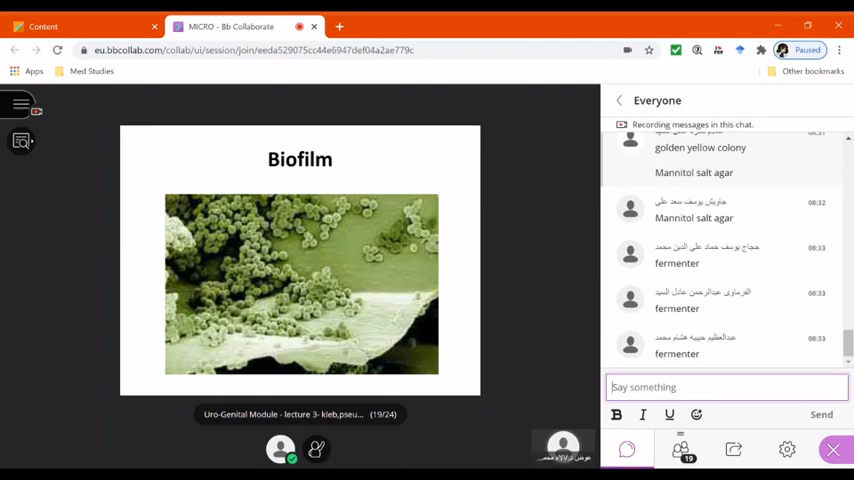 Content
MICRO - Bb Collaborate
eu.bbcollab.com/collab/ui/session/join/eeda529075cc44e6947def04a2ae779c
Paused
Apps
Med Studies
Other bookmarks
Everyone
Recording messages in this chat.
golden yellow colony
Mannitol salt agar
جاويش يوسف سعد علي
08:32
Mannitol salt agar
حجاج يوسف حماد علي الدين محمد
08:33
fermenter
الفرماوى عبدالرحمن عادل السيد
08:33
fermenter
عبدالعظيم حبيبه هشام محمد
08:33
fermenter
Say something
B I U
Send
19
Biofilm
Uro-Genital Module - lecture 3- kleb,pseu... (19/24)